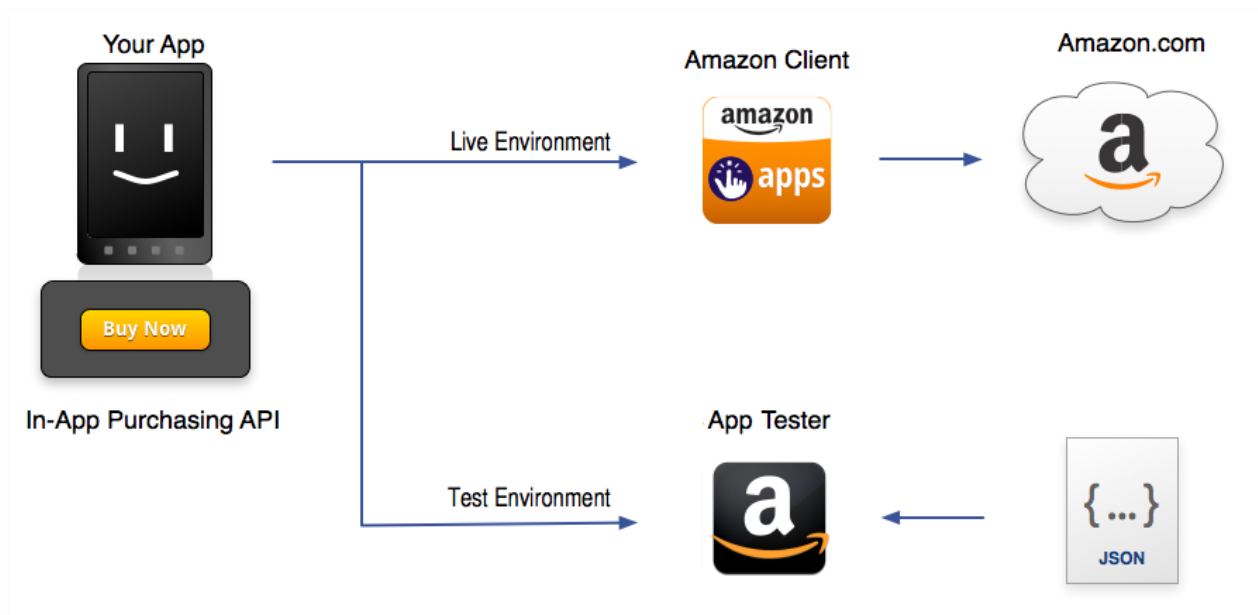 Your App
Amazon Client
Amazon.com
Live Environment
amazon
apps
a
Buy Now
In-App Purchasing API
App Tester
Test Environment
a
{...}
JSON